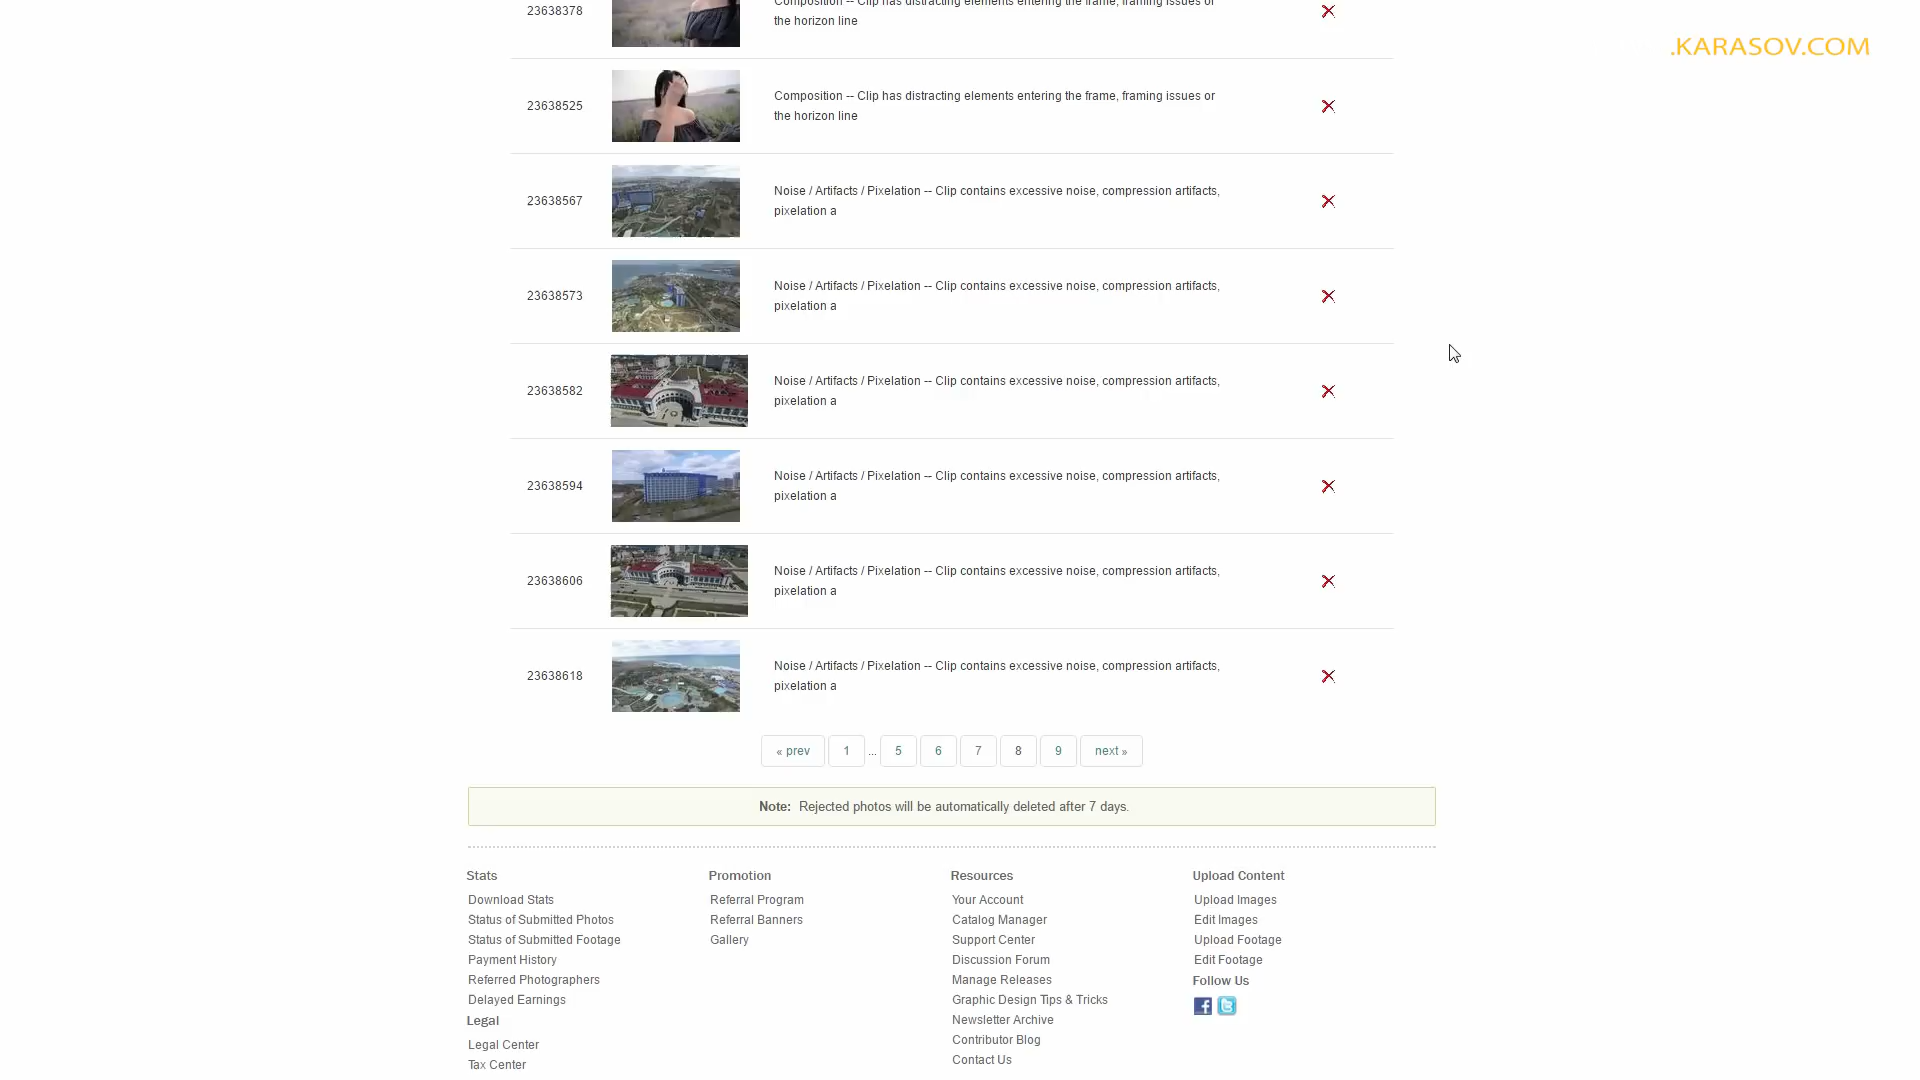 .KARASOV.COM
23638378
Composition -- Clip has distracting elements entering the frame, framing issues or
the horizon line
23638525
Composition -- Clip has distracting elements entering the frame, framing issues or
the horizon line
23638567
Noise / Artifacts / Pixelation -- Clip contains excessive noise, compression artifacts,
pixelation a
23638573
Noise / Artifacts / Pixelation -- Clip contains excessive noise, compression artifacts,
pixelation a
23638582
Noise / Artifacts / Pixelation -- Clip contains excessive noise, compression artifacts,
pixelation a
23638594
Noise / Artifacts / Pixelation -- Clip contains excessive noise, compression artifacts,
pixelation a
23638606
Noise / Artifacts / Pixelation -- Clip contains excessive noise, compression artifacts,
pixelation a
23638618
Noise / Artifacts / Pixelation -- Clip contains excessive noise, compression artifacts,
pixelation a
« prev 1 ... 5 6 7 8 9 next »
Note: Rejected photos will be automatically deleted after 7 days.
Stats
Download Stats
Status of Submitted Photos
Status of Submitted Footage
Payment History
Referred Photographers
Delayed Earnings
Legal
Legal Center
Tax Center
Promotion
Referral Program
Referral Banners
Gallery
Resources
Your Account
Catalog Manager
Support Center
Discussion Forum
Manage Releases
Graphic Design Tips & Tricks
Newsletter Archive
Contributor Blog
Contact Us
Upload Content
Upload Images
Edit Images
Upload Footage
Edit Footage
Follow Us